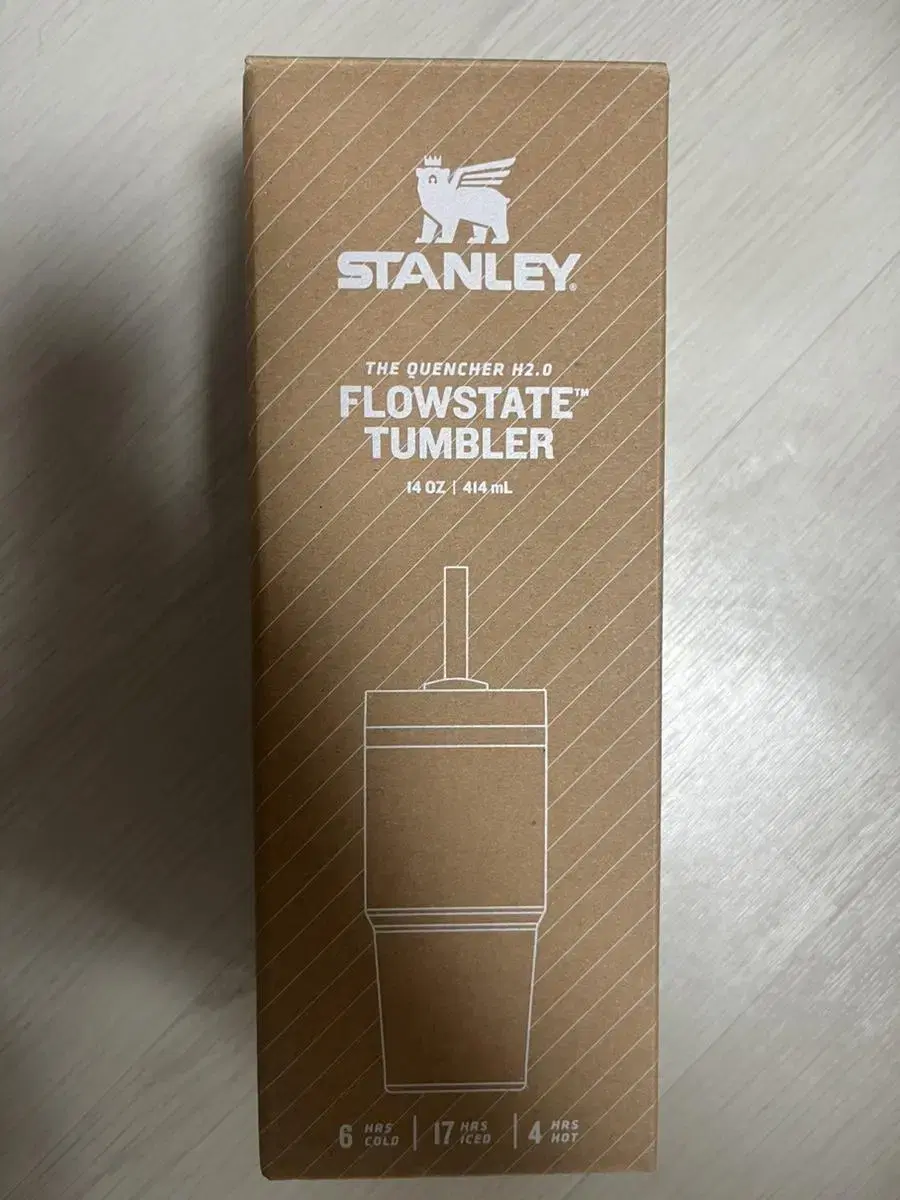 STANLEY®
THE QUENCHER H2.0
FLOWSTATE™
TUMBLER
14 OZ | 414 mL
6 HRS COLD | 17 HRS ICED | 4 HRS HOT